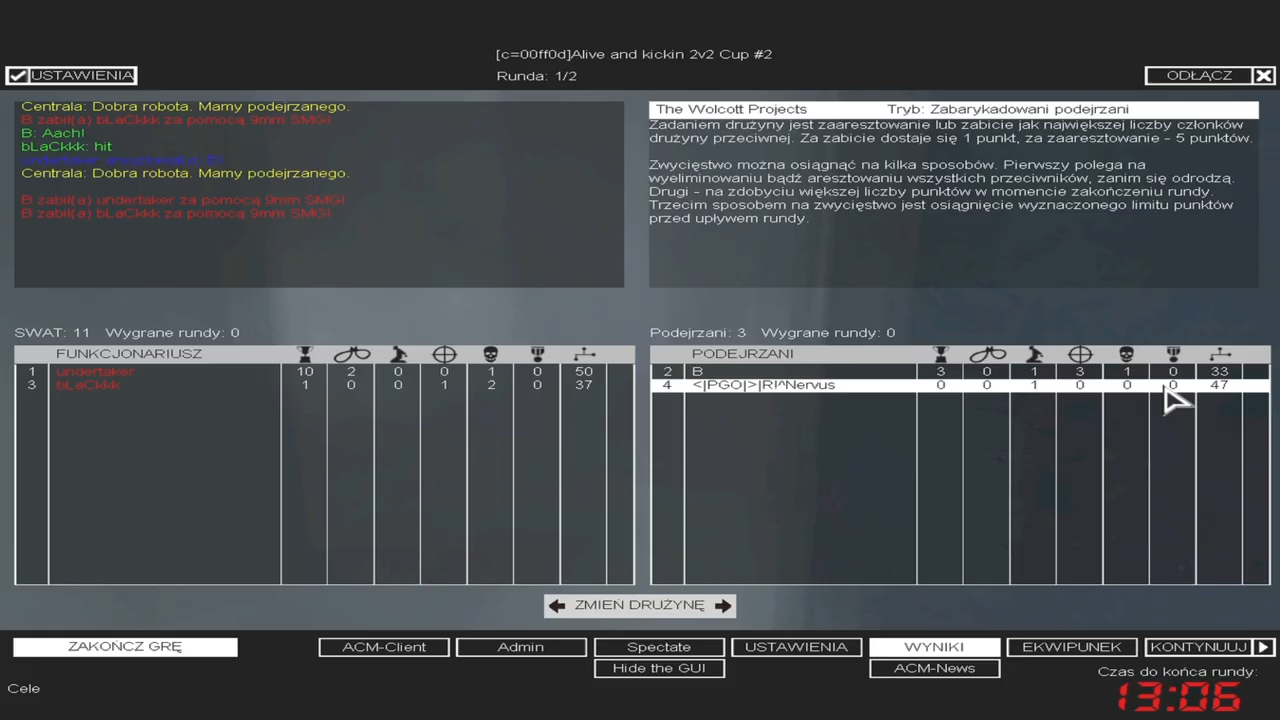 [c=00ff0d]Alive and kickin 2v2 Cup #2
USTAWIENIA
Runda: 1/2
ODŁĄCZ
Centrala: Dobra robota. Mamy podejrzanego.
B zabił(a) bLaCkkk za pomocą 9mm SMG!
B: Aach!
bLaCkkk: hit
undertaker aresztował(a) B!
Centrala: Dobra robota. Mamy podejrzanego.
B zabił(a) undertaker za pomocą 9mm SMG!
B zabił(a) bLaCkkk za pomocą 9mm SMG!
The Wolcott Projects Tryb: Zabarykadowani podejrzani
Zadaniem drużyny jest zaaresztowanie lub zabicie jak największej liczby członków
drużyny przeciwnej. Za zabicie dostaje się 1 punkt, za zaaresztowanie - 5 punktów.
Zwycięstwo można osiągnąć na kilka sposobów. Pierwszy polega na
wyeliminowaniu bądź aresztowaniu wszystkich przeciwników, zanim się odrodzą.
Drugi - na zdobyciu większej liczby punktów w momencie zakończeniu rundy.
Trzecim sposobem na zwycięstwo jest osiągnięcie wyznaczonego limitu punktów
przed upływem rundy.
SWAT: 11 Wygrane rundy: 0
FUNKCJONARIUSZ
1 undertaker 10 2 0 0 1 0 50
3 bLaCkkk 1 0 0 1 2 0 37
Podejrzani: 3 Wygrane rundy: 0
PODEJRZANI
2 B 3 0 1 3 1 0 33
4 <|PGO|>|R|^Nervus 0 0 1 0 0 0 47
ZMIEŃ DRUŻYNĘ
ZAKOŃCZ GRĘ
ACM-Client
Admin
Spectate
USTAWIENIA
WYNIKI
EKWIPUNEK
KONTYNUUJ
Hide the GUI
ACM-News
Czas do końca rundy:
Cele
13:06